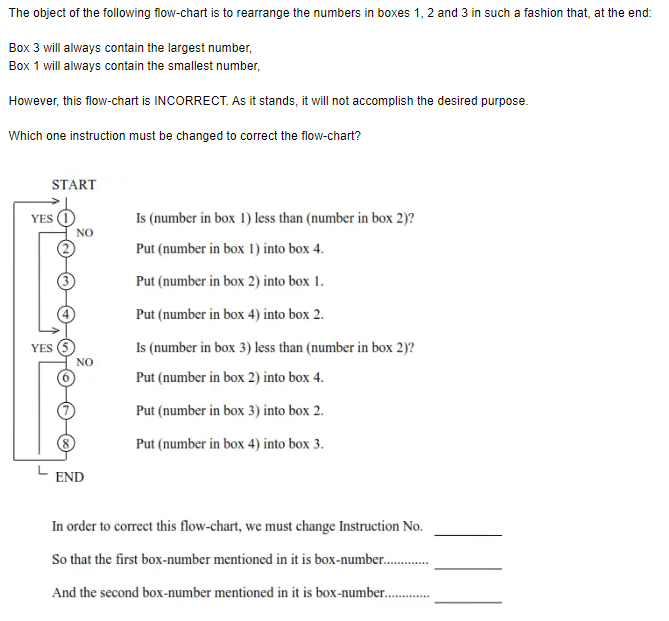 The object of the following flow-chart is to rearrange the numbers in boxes 1, 2 and 3 in such a fashion that, at the end:
Box 3 will always contain the largest number,
Box 1 will always contain the smallest number,
However, this flow-chart is INCORRECT. As it stands, it will not accomplish the desired purpose.
Which one instruction must be changed to correct the flow-chart?
START
YES 1 Is (number in box 1) less than (number in box 2)?
NO
2 Put (number in box 1) into box 4.
3 Put (number in box 2) into box 1.
4 Put (number in box 4) into box 2.
YES 5 Is (number in box 3) less than (number in box 2)?
NO
6 Put (number in box 2) into box 4.
7 Put (number in box 3) into box 2.
8 Put (number in box 4) into box 3.
END
In order to correct this flow-chart, we must change Instruction No. ________
So that the first box-number mentioned in it is box-number............. ________
And the second box-number mentioned in it is box-number............. ________